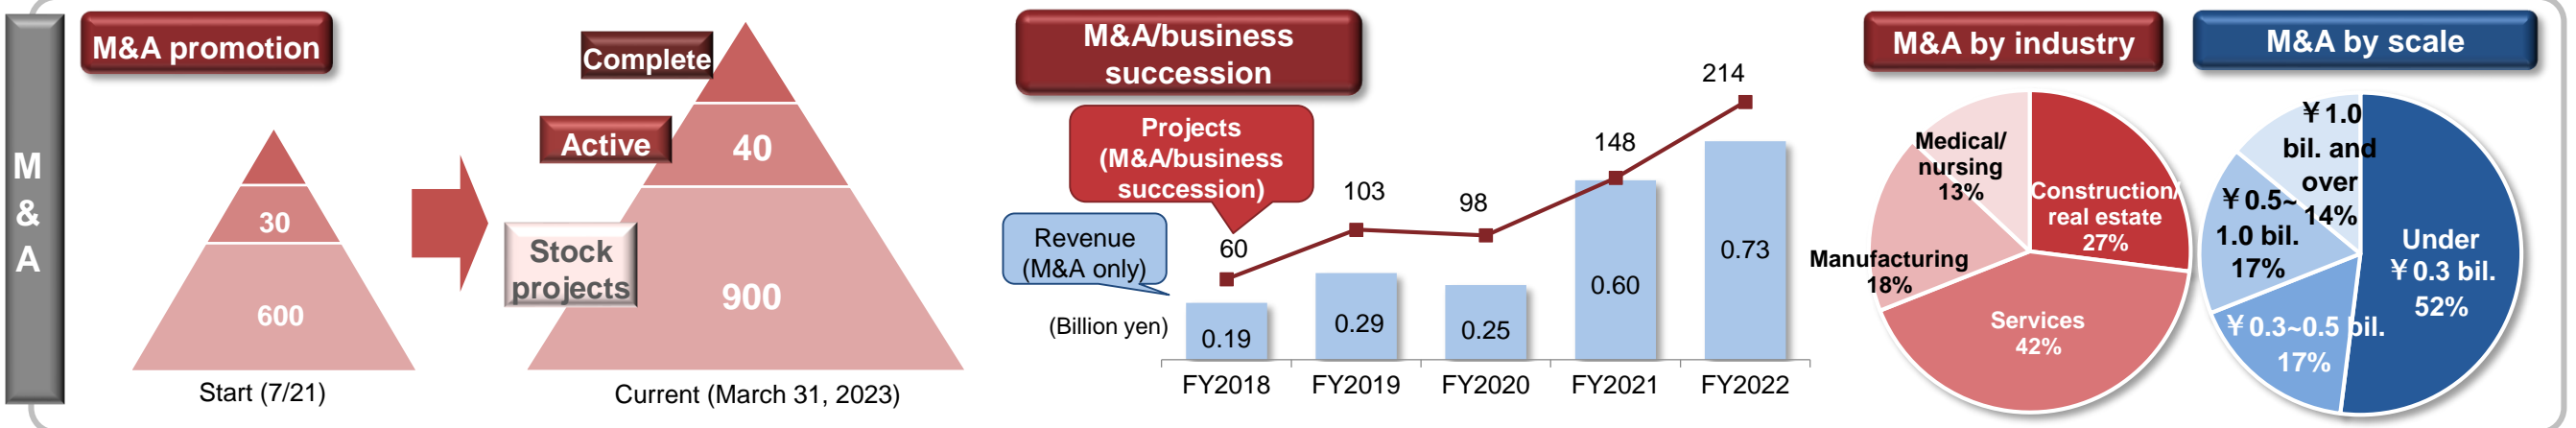 M
&
A
M&A promotion
30
600
Start (7/21)
Complete
Active
40
Stock
projects
900
Current (March 31, 2023)
M&A/business
succession
Projects
(M&A/business
succession)
Revenue
(M&A only)
(Billion yen)
60
103
98
148
214
0.19
0.29
0.25
0.60
0.73
FY2018
FY2019
FY2020
FY2021
FY2022
M&A by industry
Construction/
real estate
27%
Services
42%
Manufacturing
18%
Medical/
nursing
13%
M&A by scale
Under
¥0.3 bil.
52%
¥0.3~0.5 bil.
17%
¥0.5~
1.0 bil.
17%
¥1.0
bil. and
over
14%